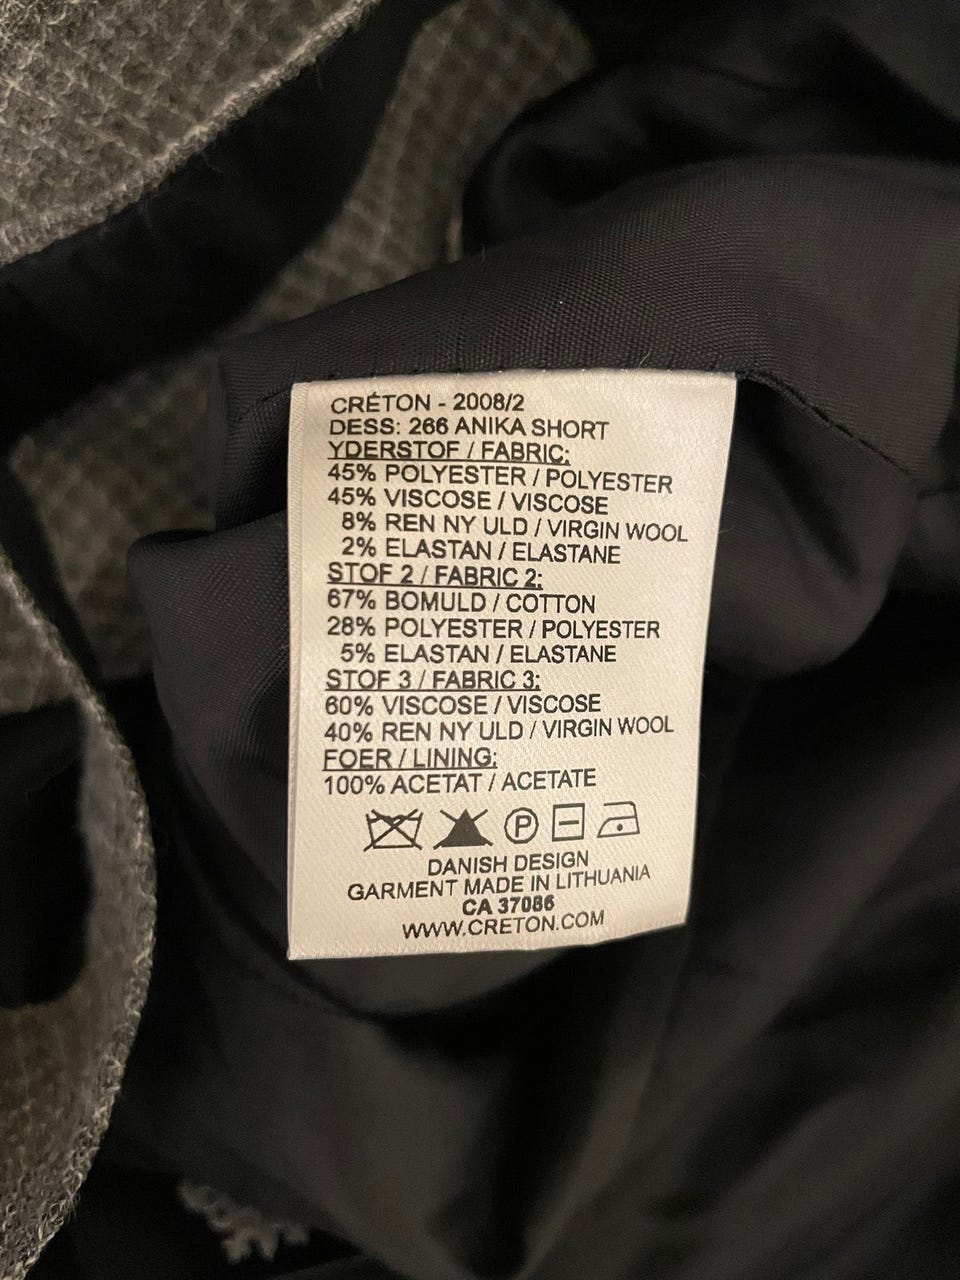 CRÉTON - 2008/2
DESS: 266 ANIKA SHORT
YDERSTOF / FABRIC:
45% POLYESTER / POLYESTER
45% VISCOSE / VISCOSE
8% REN NY ULD / VIRGIN WOOL
2% ELASTAN / ELASTANE
STOF 2 / FABRIC 2:
67% BOMULD / COTTON
28% POLYESTER / POLYESTER
5% ELASTAN / ELASTANE
STOF 3 / FABRIC 3:
60% VISCOSE / VISCOSE
40% REN NY ULD / VIRGIN WOOL
FOER / LINING:
100% ACETAT / ACETATE
P
DANISH DESIGN
GARMENT MADE IN LITHUANIA
CA 37086
WWW.CRETON.COM